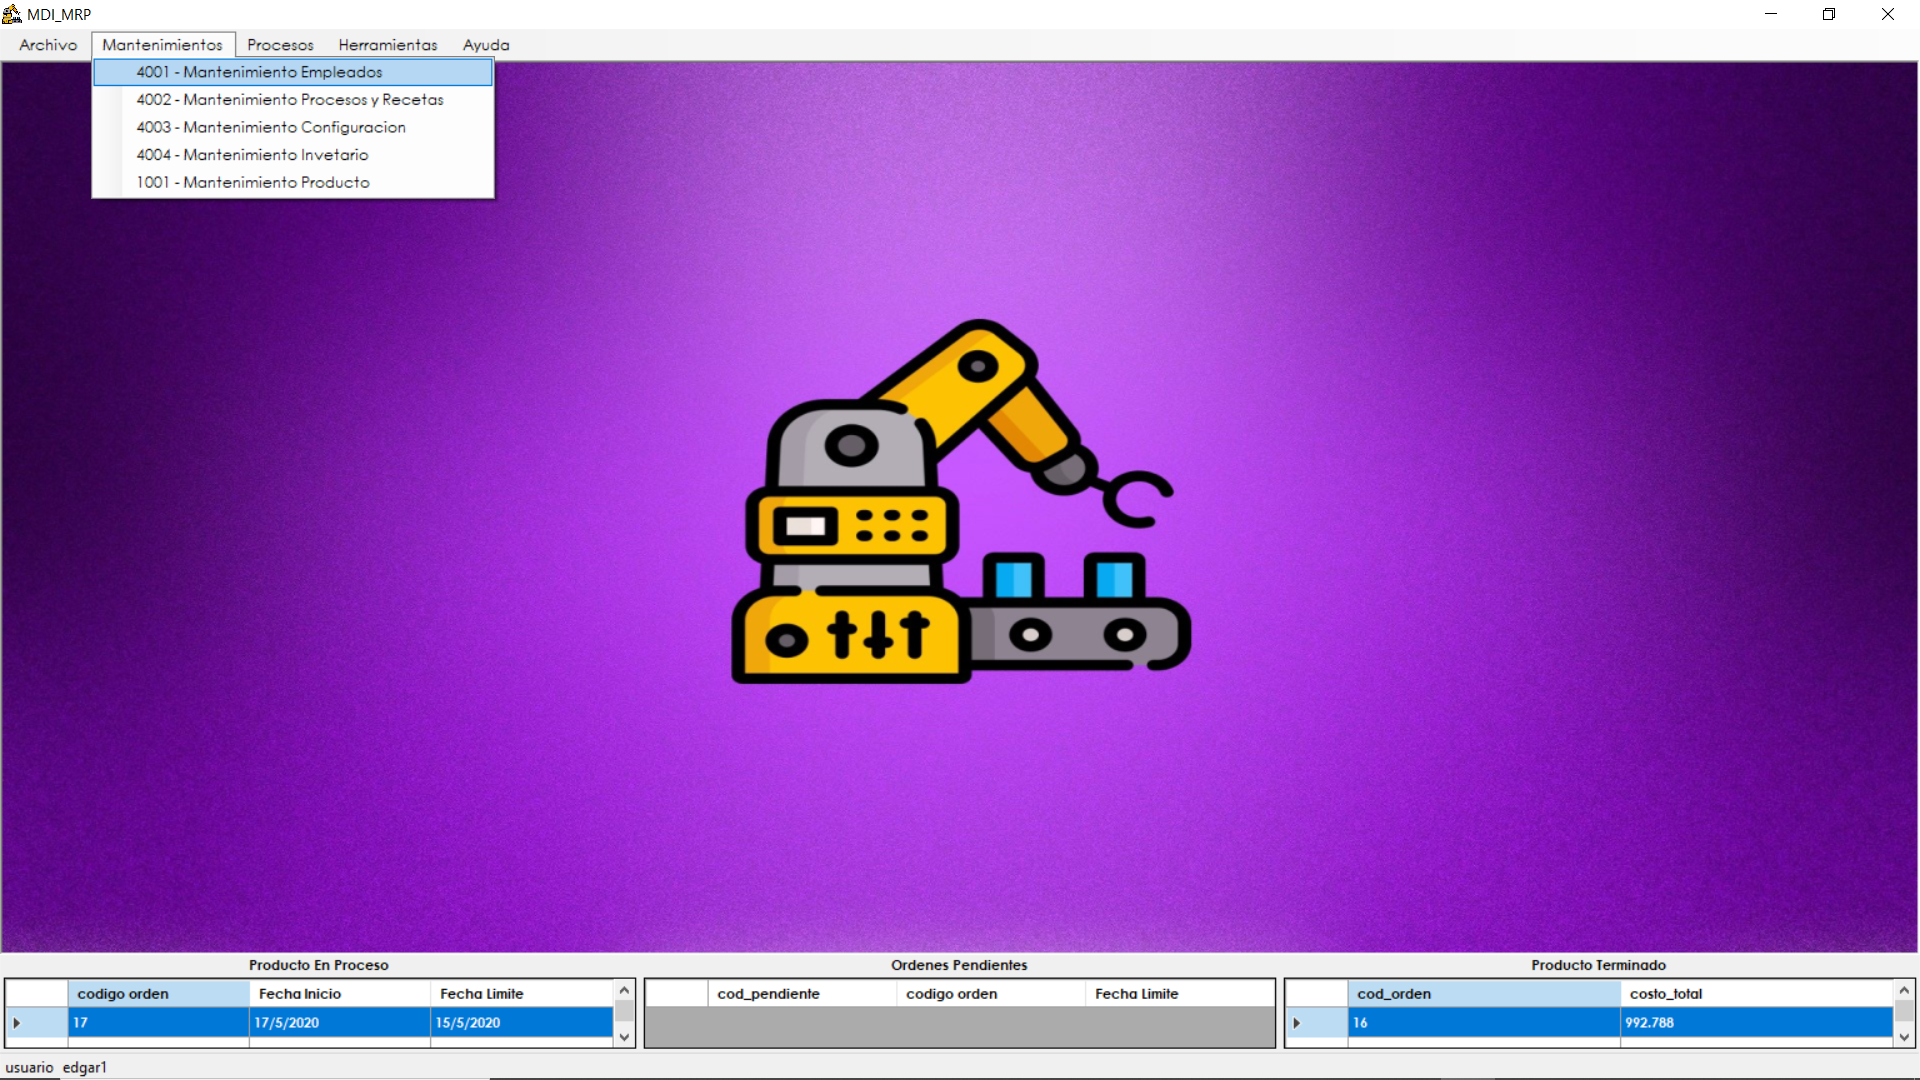 MDI_MRP
Archivo Mantenimientos Procesos Herramientas Ayuda
4001 - Mantenimiento Empleados
4002 - Mantenimiento Procesos y Recetas
4003 - Mantenimiento Configuracion
4004 - Mantenimiento Invetario
1001 - Mantenimiento Producto
Producto En Proceso
codigo orden Fecha Inicio Fecha Limite
17 17/5/2020 15/5/2020
Ordenes Pendientes
cod_pendiente codigo orden Fecha Limite
Producto Terminado
cod_orden costo_total
16 992.788
usuario edgar1